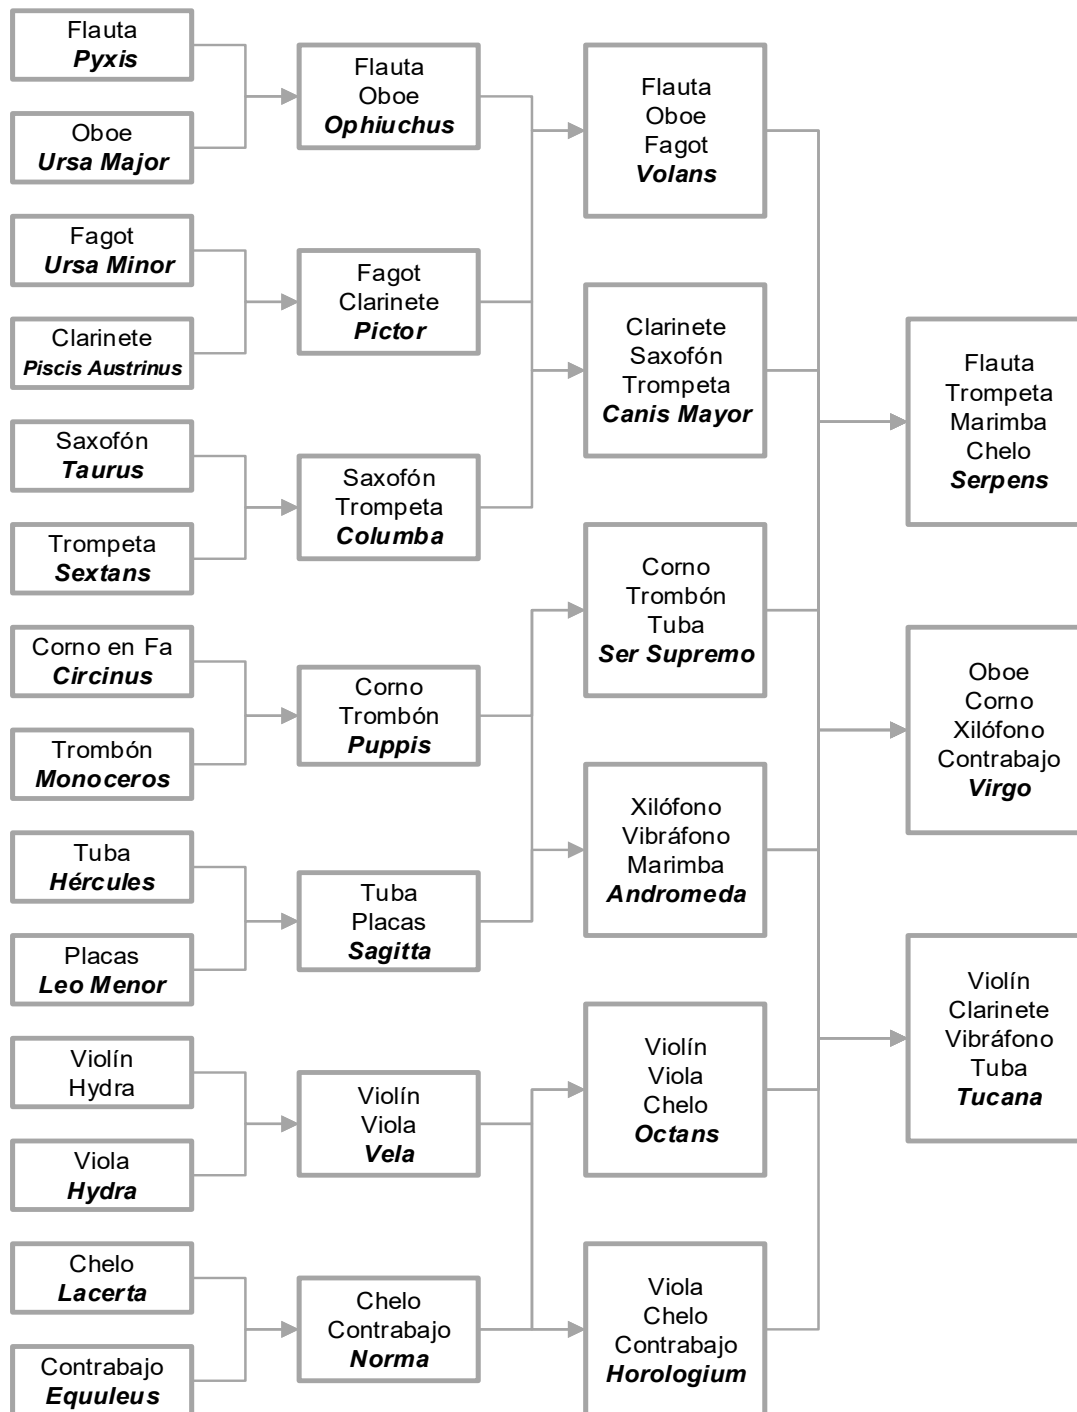 Flauta
Pyxis
Oboe
Ursa Major
Fagot
Ursa Minor
Clarinete
Piscis Austrinus
Saxofón
Taurus
Trompeta
Sextans
Corno en Fa
Circinus
Trombón
Monoceros
Tuba
Hércules
Placas
Leo Menor
Violín
Hydra
Viola
Hydra
Chelo
Lacerta
Contrabajo
Equuleus
Flauta
Oboe
Ophiuchus
Fagot
Clarinete
Pictor
Saxofón
Trompeta
Columba
Corno
Trombón
Puppis
Tuba
Placas
Sagitta
Violín
Viola
Vela
Chelo
Contrabajo
Norma
Flauta
Oboe
Fagot
Volans
Clarinete
Saxofón
Trompeta
Canis Mayor
Corno
Trombón
Tuba
Ser Supremo
Xilófono
Vibráfono
Marimba
Andromeda
Violín
Viola
Chelo
Octans
Viola
Chelo
Contrabajo
Horologium
Flauta
Trompeta
Marimba
Chelo
Serpens
Oboe
Corno
Xilófono
Contrabajo
Virgo
Violín
Clarinete
Vibráfono
Tuba
Tucana